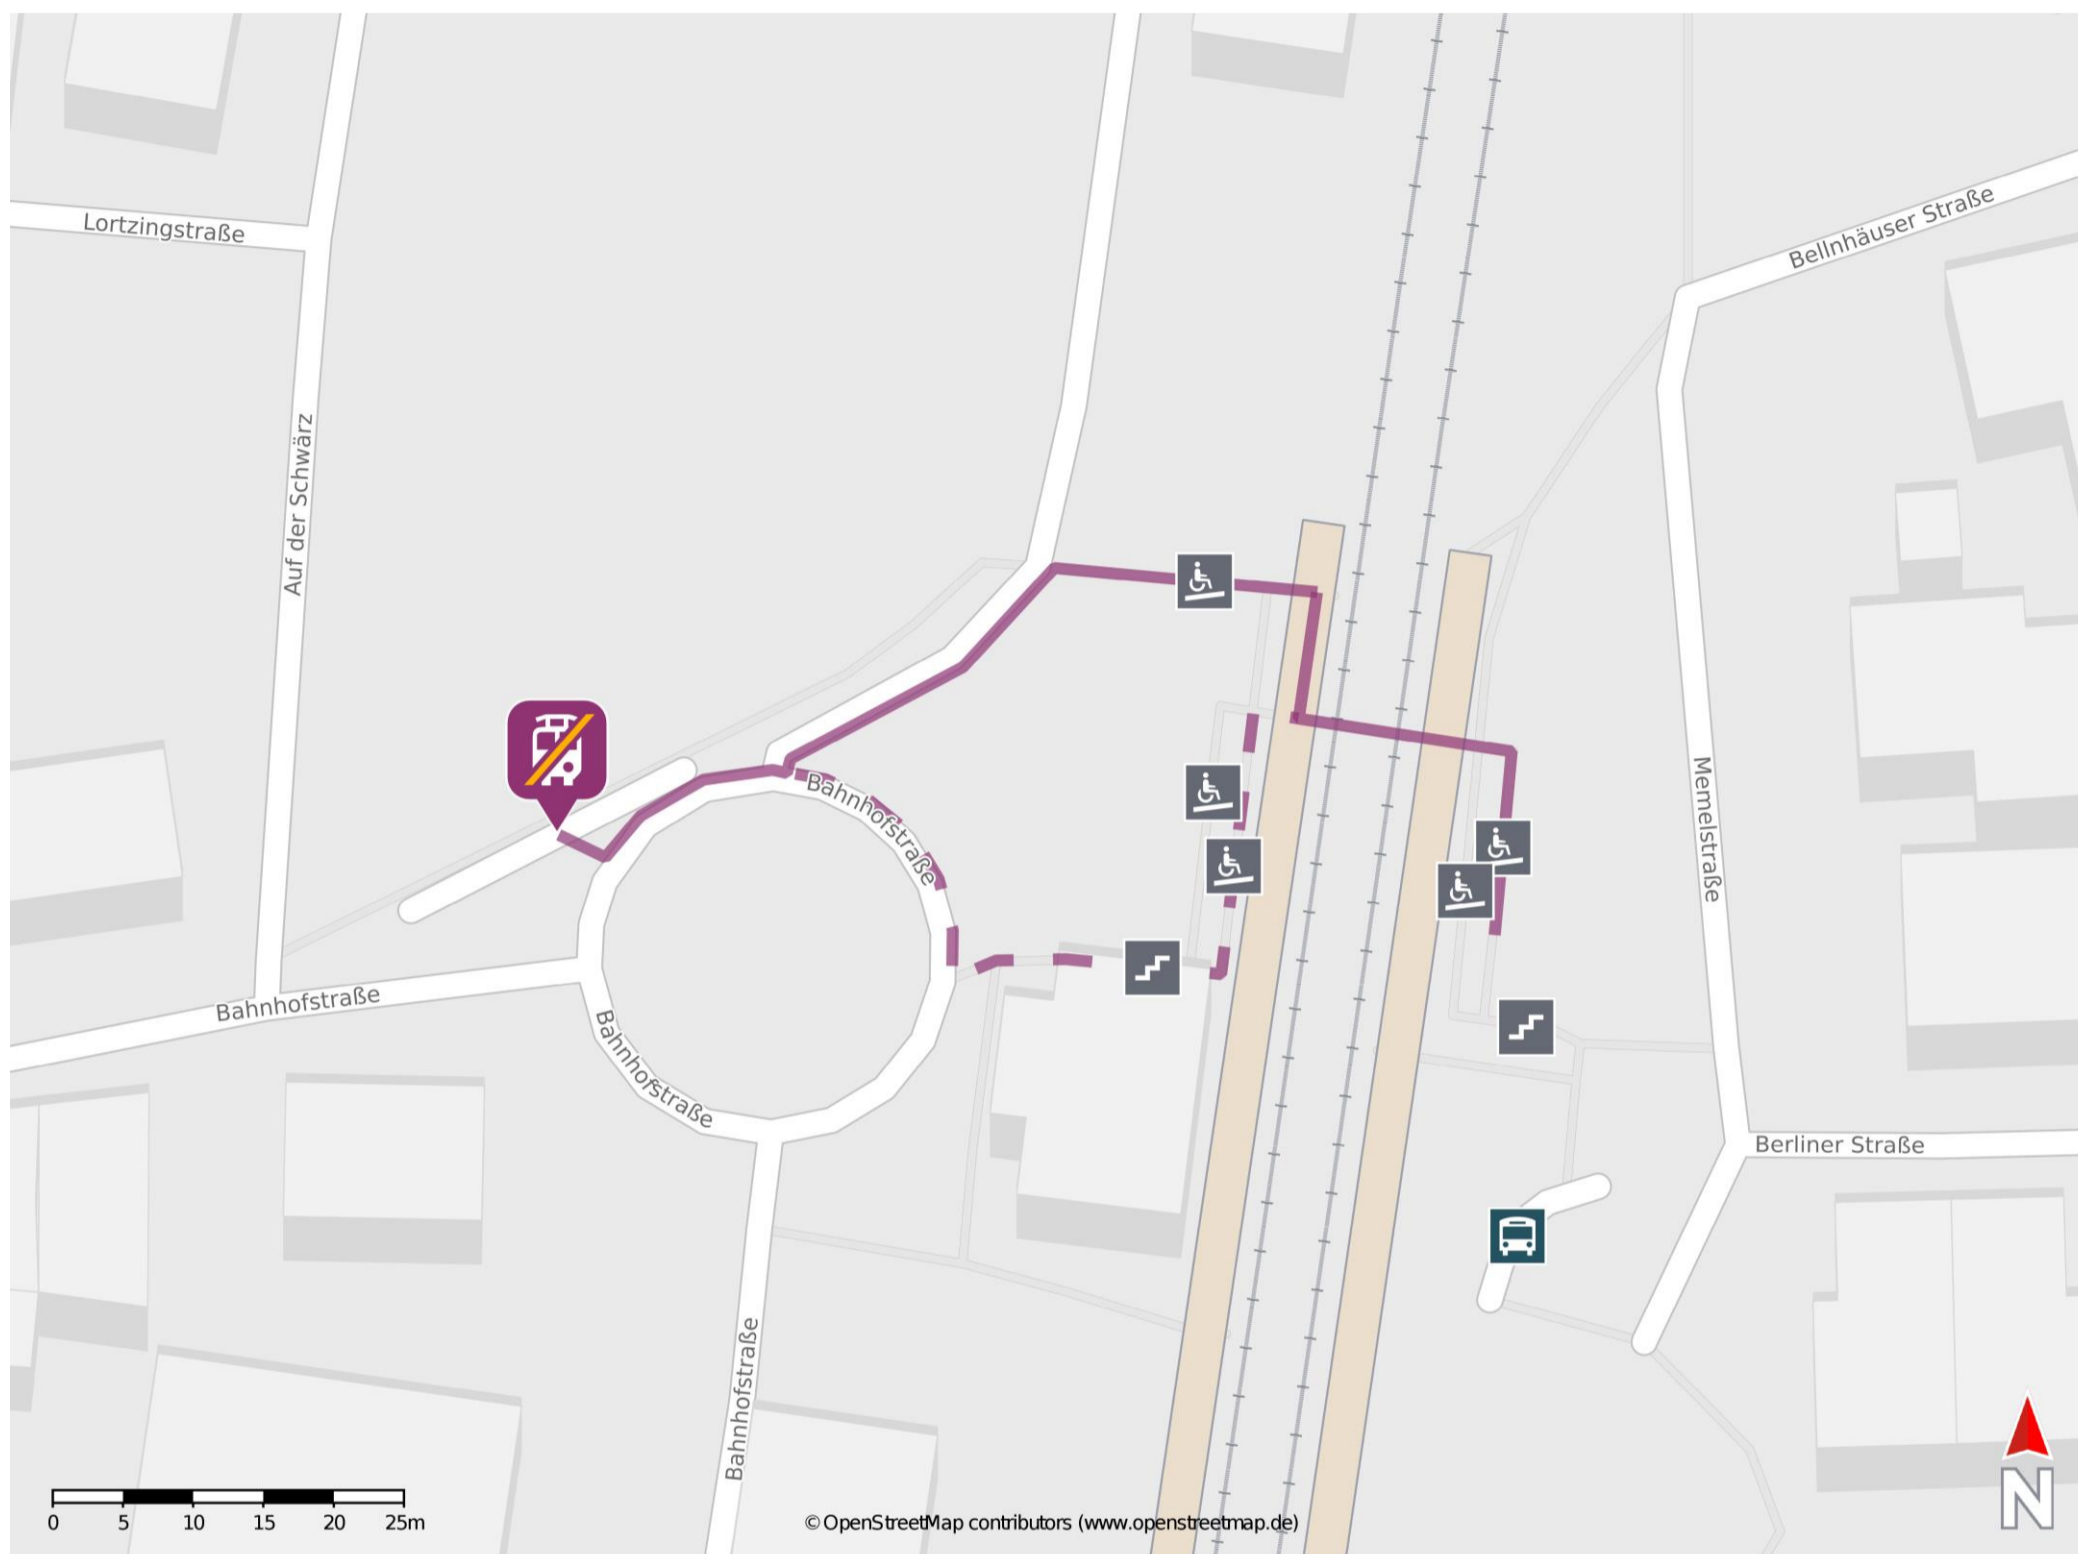 Lortzingstraße
Bellnhäuser Straße
Auf der Schwärz
Bahnhofstraße
Memelstraße
Bahnhofstraße
Bahnhofstraße
Berliner Straße
Bahnhofstraße
0 5 10 15 20 25m
© OpenStreetMap contributors (www.openstreetmap.de)
N